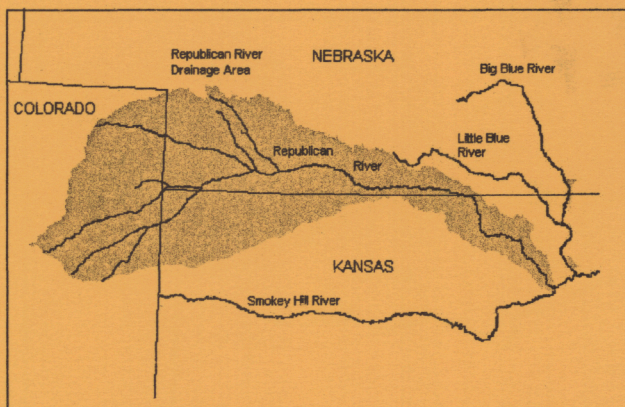 Republican River
Drainage Area
NEBRASKA
Big Blue River
COLORADO
Little Blue
River
Republican
River
KANSAS
Smokey Hill River